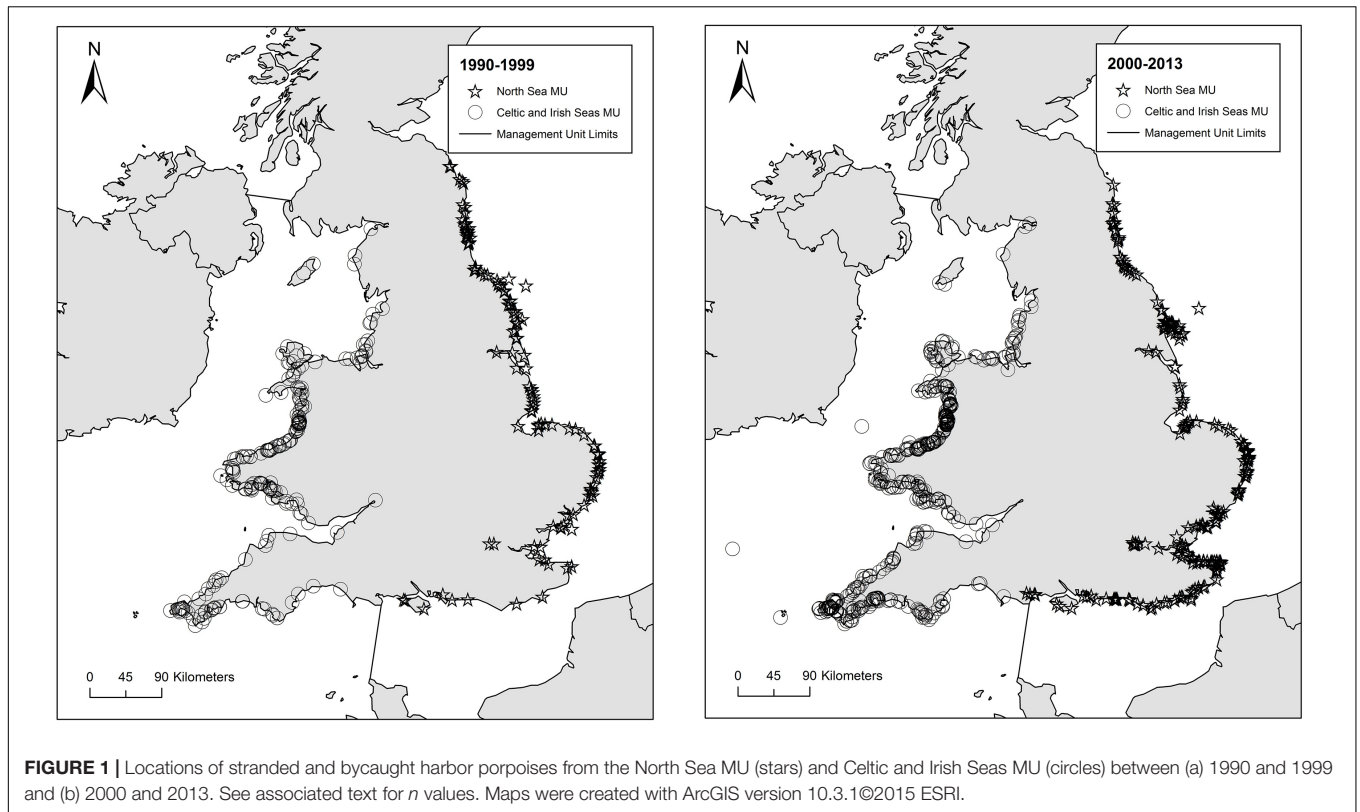 N
1990-1999
North Sea MU
Celtic and Irish Seas MU
Management Unit Limits
0 45 90 Kilometers
N
2000-2013
North Sea MU
Celtic and Irish Seas MU
Management Unit Limits
0 45 90 Kilometers
FIGURE 1 | Locations of stranded and bycaught harbor porpoises from the North Sea MU (stars) and Celtic and Irish Seas MU (circles) between (a) 1990 and 1999
and (b) 2000 and 2013. See associated text for n values. Maps were created with ArcGIS version 10.3.1©2015 ESRI.